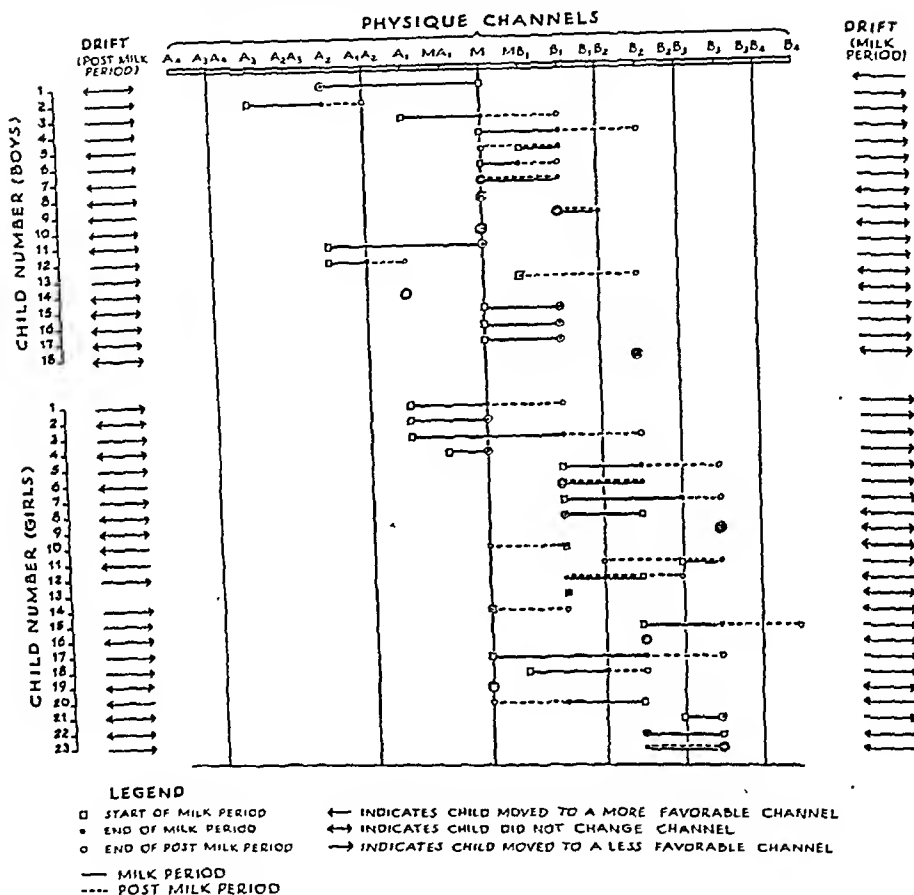 PHYSIQUE CHANNELS
DRIFT
(POST MILK
PERIOD)
A₄ A₃A₄ A₃ A₂A₃ A₂ A₁A₂ A₁ MA₁ M MB₁ B₁ B₁B₂ B₂ B₂B₃ B₃ B₃B₄ B₄
DRIFT
(MILK
PERIOD)
CHILD NUMBER (BOYS)
1
2
3
4
5
6
7
8
9
10
11
12
13
14
15
16
17
18
CHILD NUMBER (GIRLS)
1
2
3
4
5
6
7
8
9
10
11
12
14
15
16
17
18
19
20
21
22
23
LEGEND
START OF MILK PERIOD
END OF MILK PERIOD
END OF POST MILK PERIOD
MILK PERIOD
POST MILK PERIOD
INDICATES CHILD MOVED TO A MORE FAVORABLE CHANNEL
INDICATES CHILD DID NOT CHANGE CHANNEL
INDICATES CHILD MOVED TO A LESS FAVORABLE CHANNEL